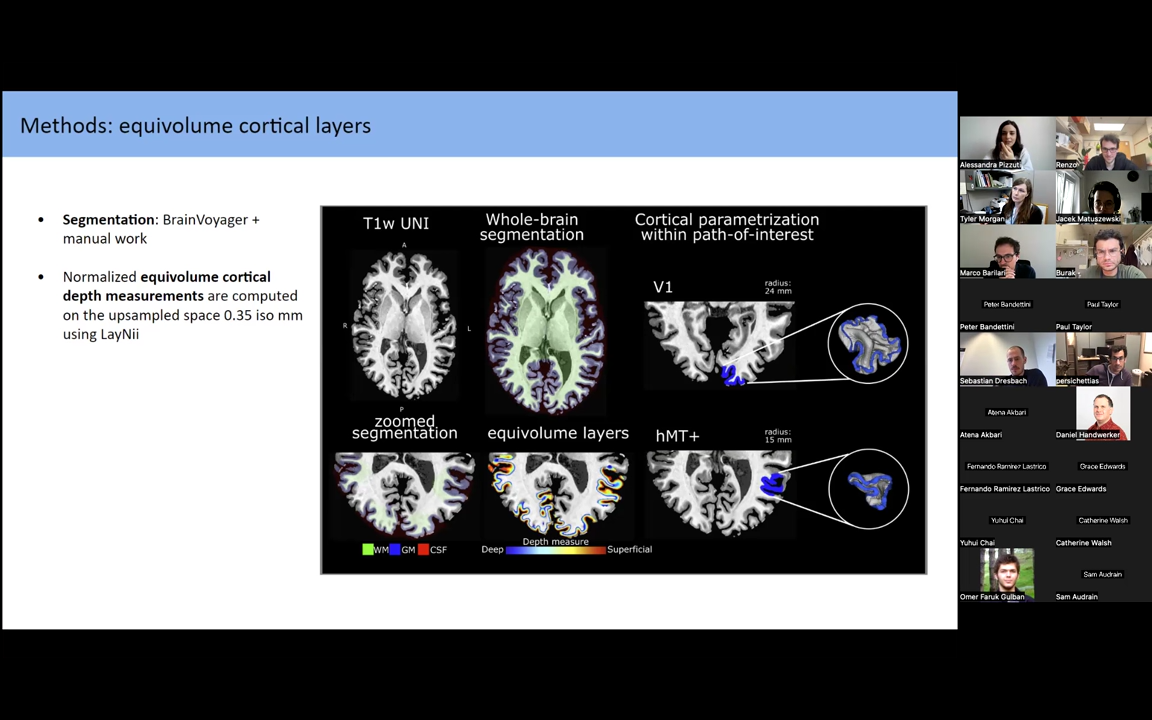 Methods: equivolume cortical layers
• Segmentation: BrainVoyager +
manual work
• Normalized equivolume cortical
depth measurements are computed
on the upsampled space 0.35 iso mm
using LayNii
T1w UNI
Whole-brain
segmentation
Cortical parametrization
within path-of-interest
A
R
L
P
V1
radius:
24 mm
zoomed
segmentation
equivolume layers
hMT+
radius:
15 mm
WM GM CSF
Depth measure
Deep
Superficial
Alessandra Pizzuti
Renzo
Tyler Morgan
Jacek Matuszewski
Marco Barilari
Burak
Peter Bandettini
Paul Taylor
Peter Bandettini
Paul Taylor
Sebastian Dresbach
persichettias
Atena Akbari
Atena Akbari
Daniel Handwerker
Fernando Ramirez Lastrico
Grace Edwards
Fernando Ramirez Lastrico
Grace Edwards
Yuhui Chai
Catherine Walsh
Yuhui Chai
Catherine Walsh
Sam Audrain
Omer Faruk Gulban
Sam Audrain